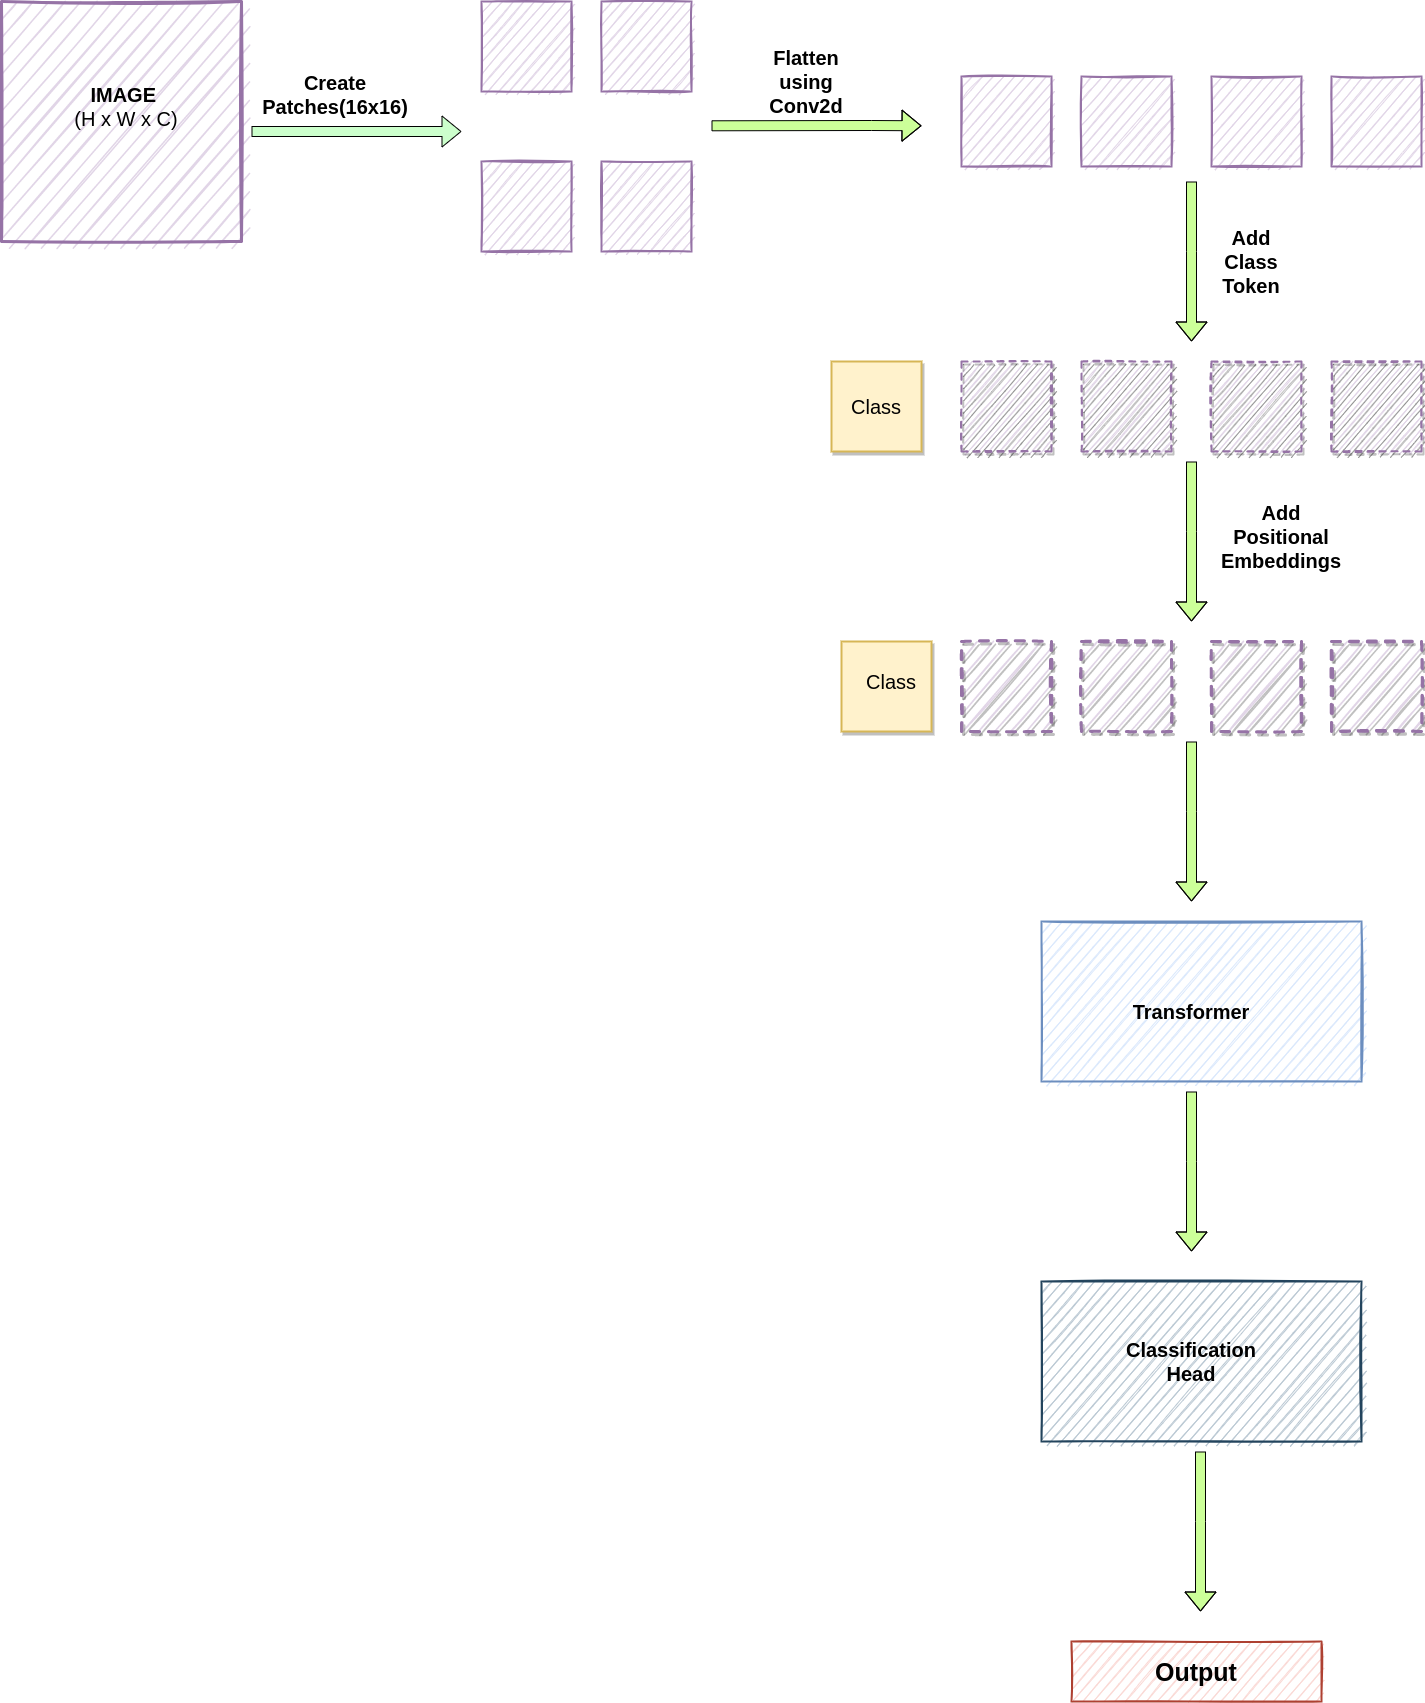 IMAGE
(H x W x C)
Create
Patches(16x16)
Flatten
using
Conv2d
Add
Class
Token
Class
Add
Positional
Embeddings
Class
Transformer
Classification
Head
Output